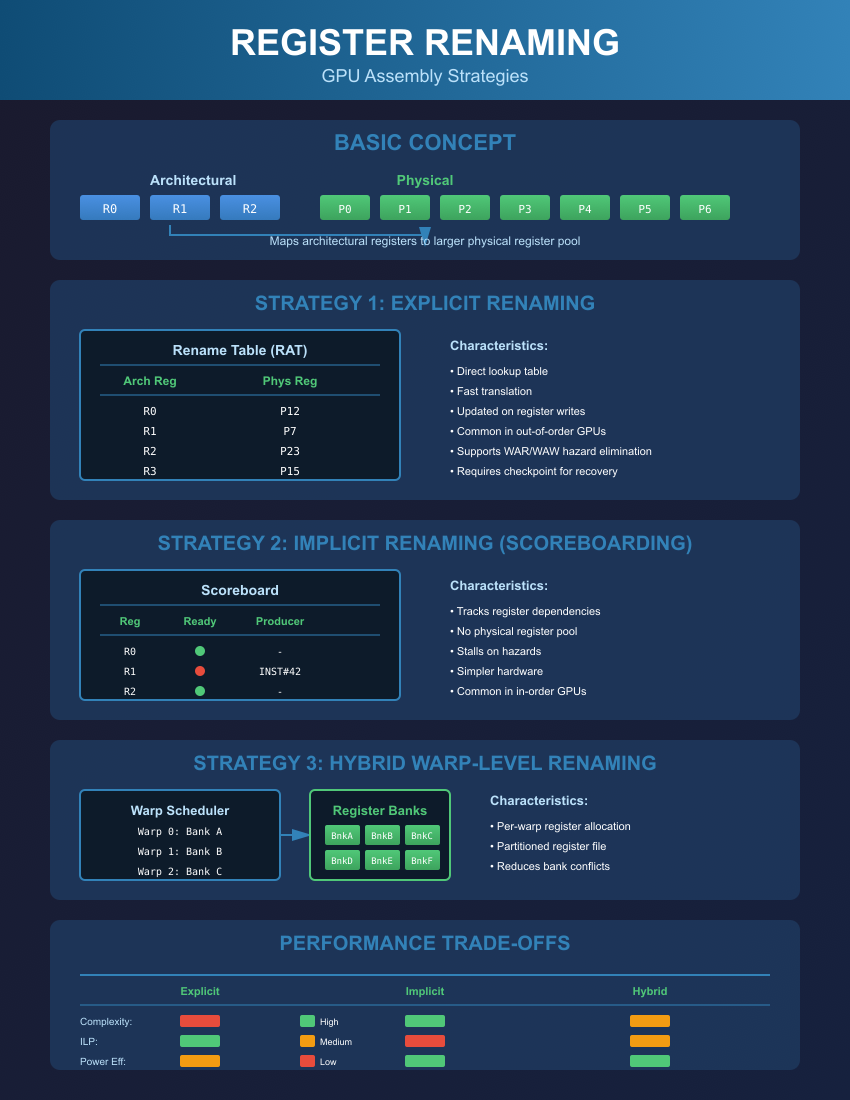 REGISTER RENAMING
GPU Assembly Strategies
BASIC CONCEPT
Architectural Physical
R0 R1 R2 P0 P1 P2 P3 P4 P5 P6
Maps architectural registers to larger physical register pool
STRATEGY 1: EXPLICIT RENAMING
Rename Table (RAT)
Arch Reg Phys Reg
R0 P12
R1 P7
R2 P23
R3 P15
Characteristics:
• Direct lookup table
• Fast translation
• Updated on register writes
• Common in out-of-order GPUs
• Supports WAR/WAW hazard elimination
• Requires checkpoint for recovery
STRATEGY 2: IMPLICIT RENAMING (SCOREBOARDING)
Scoreboard
Reg Ready Producer
R0 -
R1 INST#42
R2 -
Characteristics:
• Tracks register dependencies
• No physical register pool
• Stalls on hazards
• Simpler hardware
• Common in in-order GPUs
STRATEGY 3: HYBRID WARP-LEVEL RENAMING
Warp Scheduler
Warp 0: Bank A
Warp 1: Bank B
Warp 2: Bank C
Register Banks
BnkA BnkB BnkC
BnkD BnkE BnkF
Characteristics:
• Per-warp register allocation
• Partitioned register file
• Reduces bank conflicts
PERFORMANCE TRADE-OFFS
Explicit Implicit Hybrid
Complexity: High
ILP: Medium
Power Eff: Low